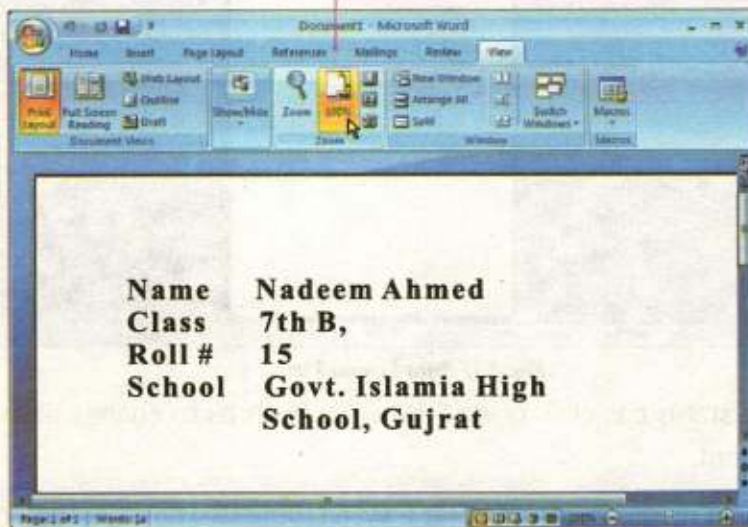 Document1 - Microsoft Word
Home Insert Page Layout References Mailings Review View
Print Layout
Full Screen Reading
Web Layout
Outline
Draft
Document Views
Show/Hide
Zoom
100%
Zoom
New Window
Arrange All
Split
Window
Switch Windows
Macros
Macros
Name Nadeem Ahmed
Class 7th B,
Roll # 15
School Govt. Islamia High
School, Gujrat
Page: 1 of 1 Words: 14